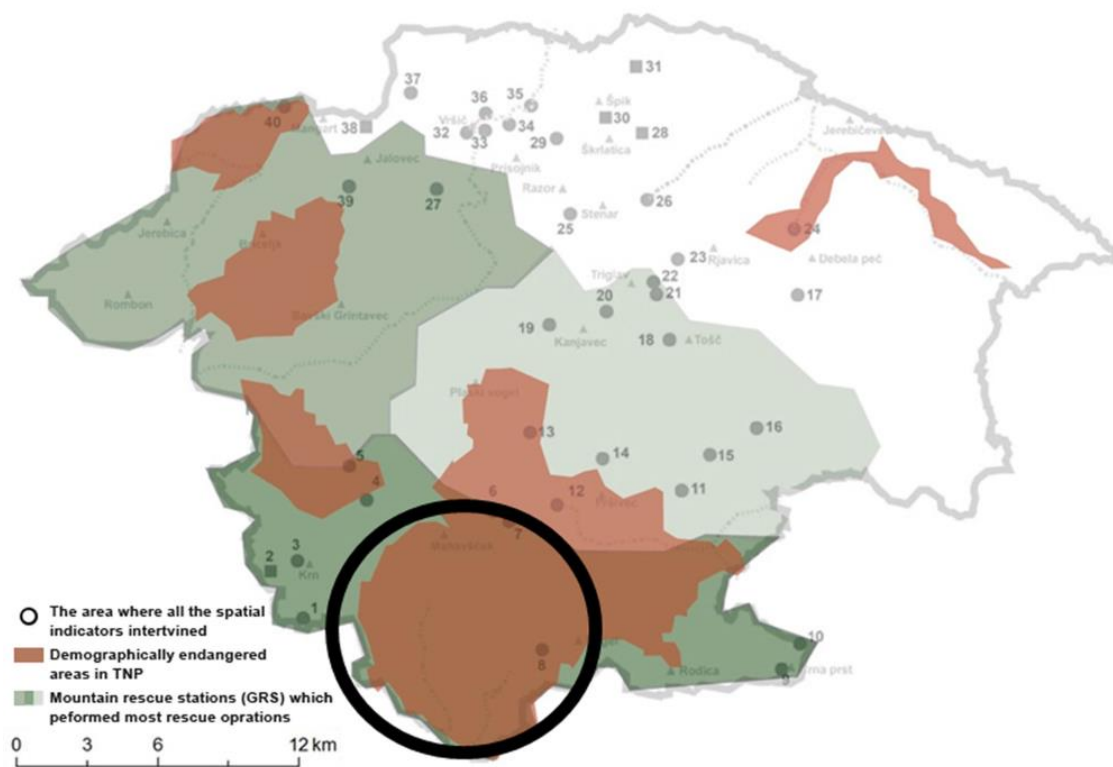 31
37
35
Špik
36
40
Vršič
30
Jerebičevec
38
32
33
34
29
28
Škrlatica
Jalovec
Prisojnik
39
27
Razor
26
Stenar
25
Jerebica
24
23
Rjavica
Debela peč
Triglav
22
Rombon
20
21
17
19
Kanjavec
18
Tošč
13
16
5
14
15
4
6
12
11
7
2
3
Krn
1
8
10
Rodica
9
prst
The area where all the spatial
indicators intertvined
Demographically endangered
areas in TNP
Mountain rescue stations (GRS) which
peformed most rescue oprations
0 3 6 12 km